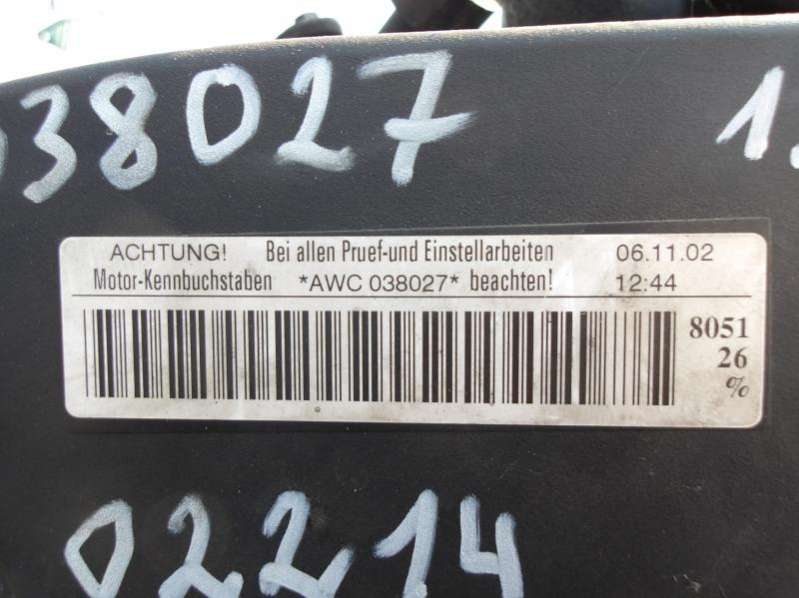 038027 1.
ACHTUNG! Bei allen Pruef-und Einstellarbeiten 06.11.02
Motor-Kennbuchstaben *AWC 038027* beachten! 12:44
8051
26
%
02214